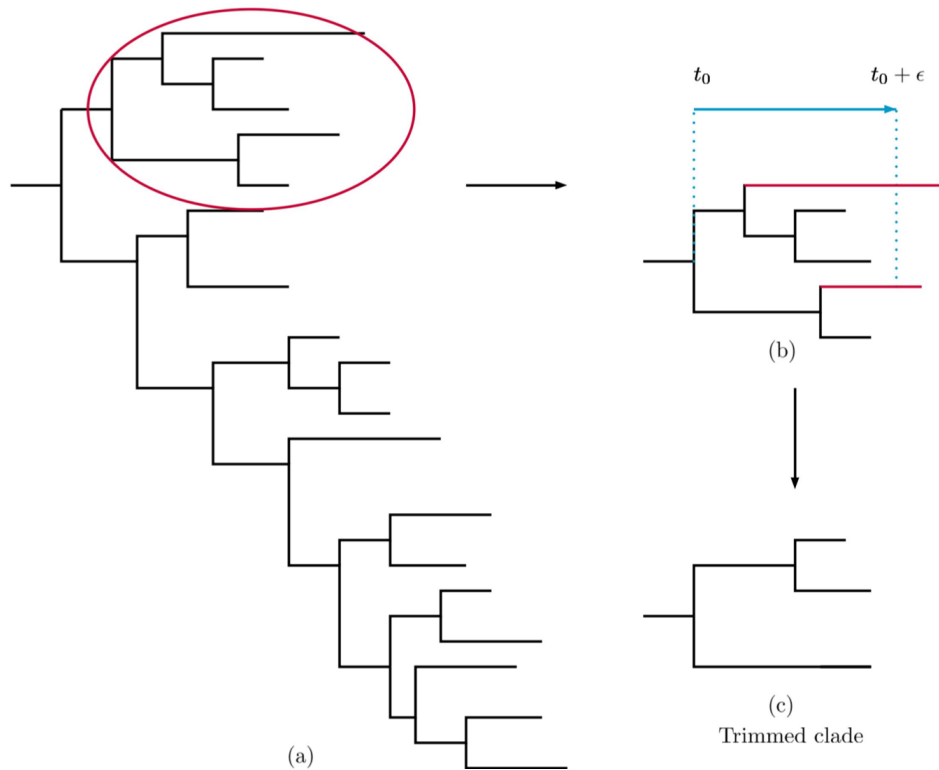 t₀
t₀ + ϵ
(b)
(c)
Trimmed clade
(a)